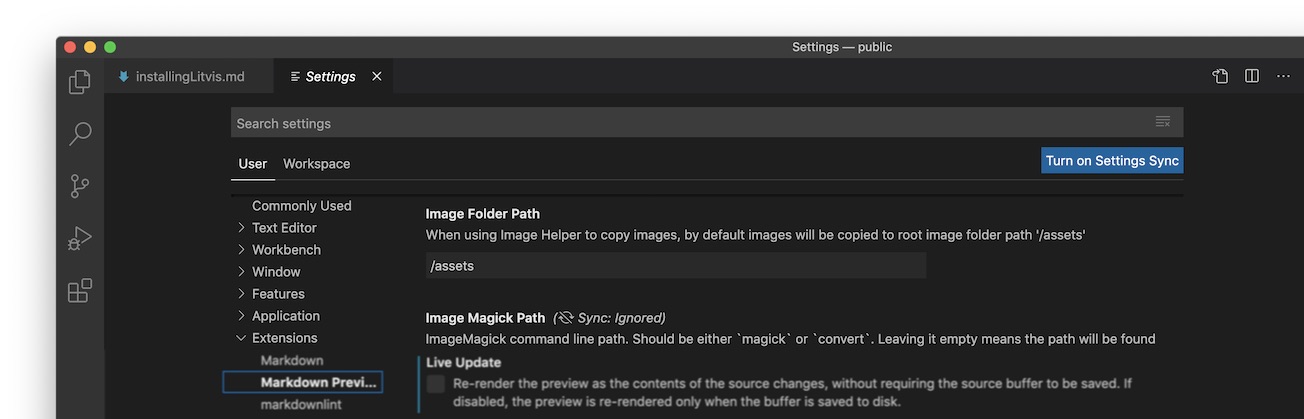 Settings — public
installingLitvis.md
Settings
Search settings
User Workspace
Turn on Settings Sync
Commonly Used
Text Editor
Workbench
Window
Features
Application
Extensions
Markdown
Markdown Previ...
markdownlint
Image Folder Path
When using Image Helper to copy images, by default images will be copied to root image folder path '/assets'
/assets
Image Magick Path (Sync: Ignored)
ImageMagick command line path. Should be either `magick` or `convert`. Leaving it empty means the path will be found
Live Update
Re-render the preview as the contents of the source changes, without requiring the source buffer to be saved. If
disabled, the preview is re-rendered only when the buffer is saved to disk.